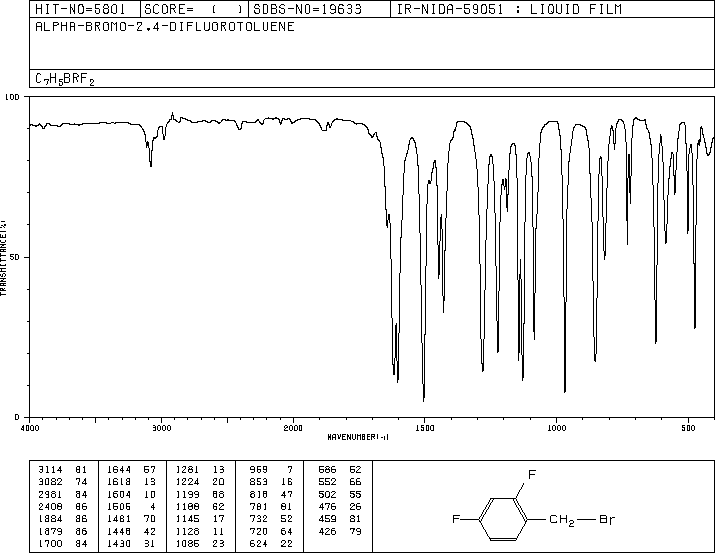 HIT-NO=5801 SCORE= ( ) SDBS-NO=19633 IR-NIDA-59051 : LIQUID FILM
ALPHA-BROMO-2,4-DIFLUOROTOLUENE
C7H5BRF2
100
50
0
TRANSMITTANCE(%)
4000 3000 2000 1500 1000 500
WAVENUMBER(-1)
3114 81 1644 57 1281 13 969 7 586 52
3082 74 1618 13 1224 20 853 16 552 66
2981 84 1604 10 1199 68 818 47 502 55
2408 86 1506 4 1188 62 781 81 476 26
1884 86 1481 70 1145 17 732 52 459 81
1879 86 1448 42 1128 11 720 64 426 79
1700 84 1430 31 1085 23 624 22
F
F
CH2 Br